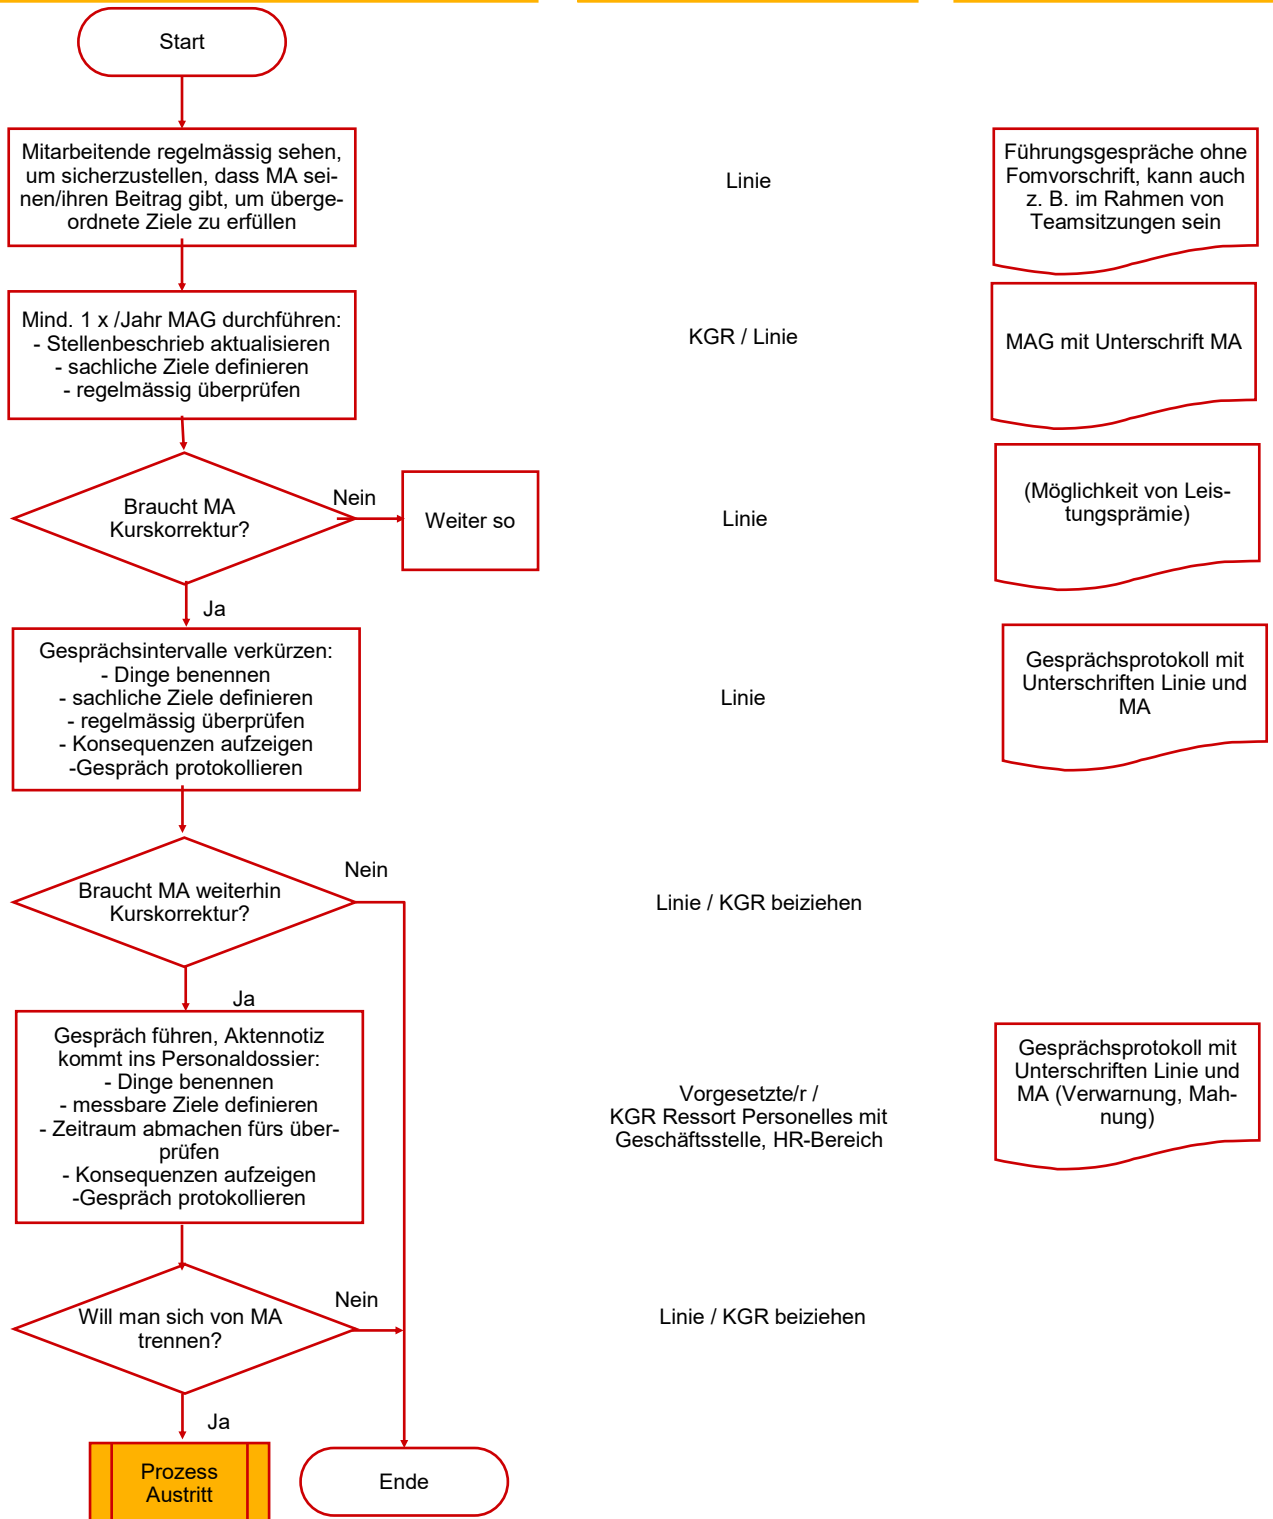 Start
Mitarbeitende regelmässig sehen,
um sicherzustellen, dass MA sei-
nen/ihren Beitrag gibt, um überge-
ordnete Ziele zu erfüllen
Linie
Führungsgespräche ohne
Fomvorschrift, kann auch
z. B. im Rahmen von
Teamsitzungen sein
Mind. 1 x /Jahr MAG durchführen:
- Stellenbeschrieb aktualisieren
- sachliche Ziele definieren
- regelmässig überprüfen
KGR / Linie
MAG mit Unterschrift MA
Braucht MA
Kurskorrektur?
Nein
Weiter so
Linie
(Möglichkeit von Leis-
tungsprämie)
Ja
Gesprächsintervalle verkürzen:
- Dinge benennen
- sachliche Ziele definieren
- regelmässig überprüfen
- Konsequenzen aufzeigen
-Gespräch protokollieren
Linie
Gesprächsprotokoll mit
Unterschriften Linie und
MA
Braucht MA weiterhin
Kurskorrektur?
Nein
Linie / KGR beiziehen
Ja
Gespräch führen, Aktennotiz
kommt ins Personaldossier:
- Dinge benennen
- messbare Ziele definieren
- Zeitraum abmachen fürs über-
prüfen
- Konsequenzen aufzeigen
-Gespräch protokollieren
Vorgesetzte/r /
KGR Ressort Personelles mit
Geschäftsstelle, HR-Bereich
Gesprächsprotokoll mit
Unterschriften Linie und
MA (Verwarnung, Mah-
nung)
Will man sich von MA
trennen?
Nein
Linie / KGR beiziehen
Ja
Prozess
Austritt
Ende